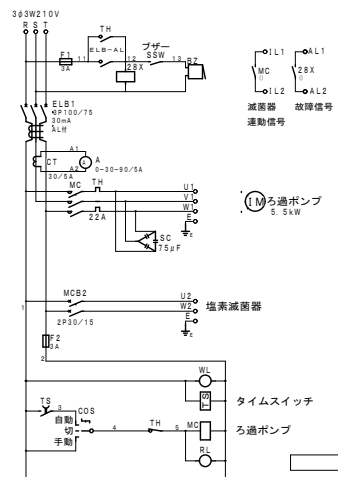 3φ3W210V
R S T
TH
ELB-AL
ブザー
SSW
F1
3A
11
12
13
28X
BZ
IL1
AL1
MC
28X
IL2
AL2
滅菌器
連動信号
故障信号
ELB1
3P100/75
30mA
AL付
CT
30/5A
A1
A2
A
A
0-30-90/5A
MC
TH
22A
U1
V1
W1
E
E
SC
75μF
IM
ろ過ポンプ
5.5kW
MCB2
2P30/15
U2
W2
E
E
塩素滅菌器
1
F2
3A
2
WL
TS
タイムスイッチ
TS
3
COS
自動
切
手動
4
TH
5
MC
ろ過ポンプ
RL